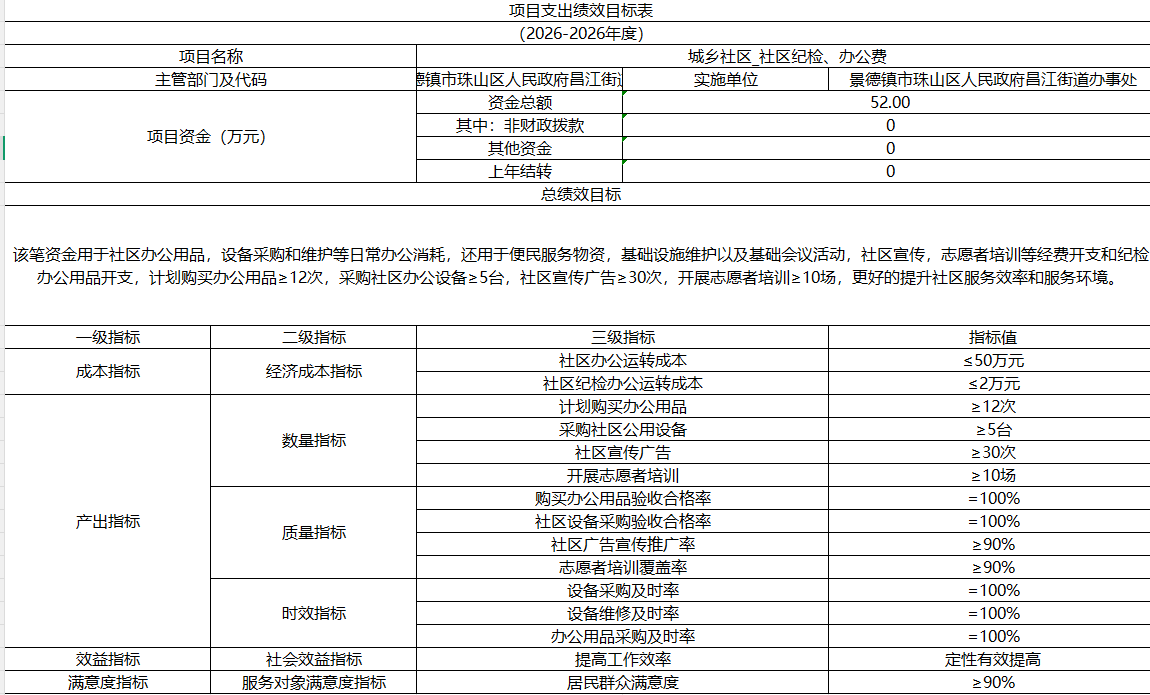 项目支出绩效目标表
（2026-2026年度）
项目名称 城乡社区_社区纪检、办公费
主管部门及代码 德镇市珠山区人民政府昌江街道 实施单位 景德镇市珠山区人民政府昌江街道办事处
项目资金（万元） 资金总额 52.00
其中：非财政拨款 0
其他资金 0
上年结转 0
总绩效目标
该笔资金用于社区办公用品，设备采购和维护等日常办公消耗，还用于便民服务物资，基础设施维护以及基础会议活动，社区宣传，志愿者培训等经费开支和纪检
办公用品开支，计划购买办公用品≥12次，采购社区办公设备≥5台，社区宣传广告≥30次，开展志愿者培训≥10场，更好的提升社区服务效率和服务环境。
一级指标 二级指标 三级指标 指标值
成本指标 经济成本指标 社区办公运转成本 ≤50万元
社区纪检办公运转成本 ≤2万元
产出指标 数量指标 计划购买办公用品 ≥12次
采购社区公用设备 ≥5台
社区宣传广告 ≥30次
开展志愿者培训 ≥10场
质量指标 购买办公用品验收合格率 =100%
社区设备采购验收合格率 =100%
社区广告宣传推广率 ≥90%
志愿者培训覆盖率 ≥90%
时效指标 设备采购及时率 =100%
设备维修及时率 =100%
办公用品采购及时率 =100%
效益指标 社会效益指标 提高工作效率 定性有效提高
满意度指标 服务对象满意度指标 居民群众满意度 ≥90%